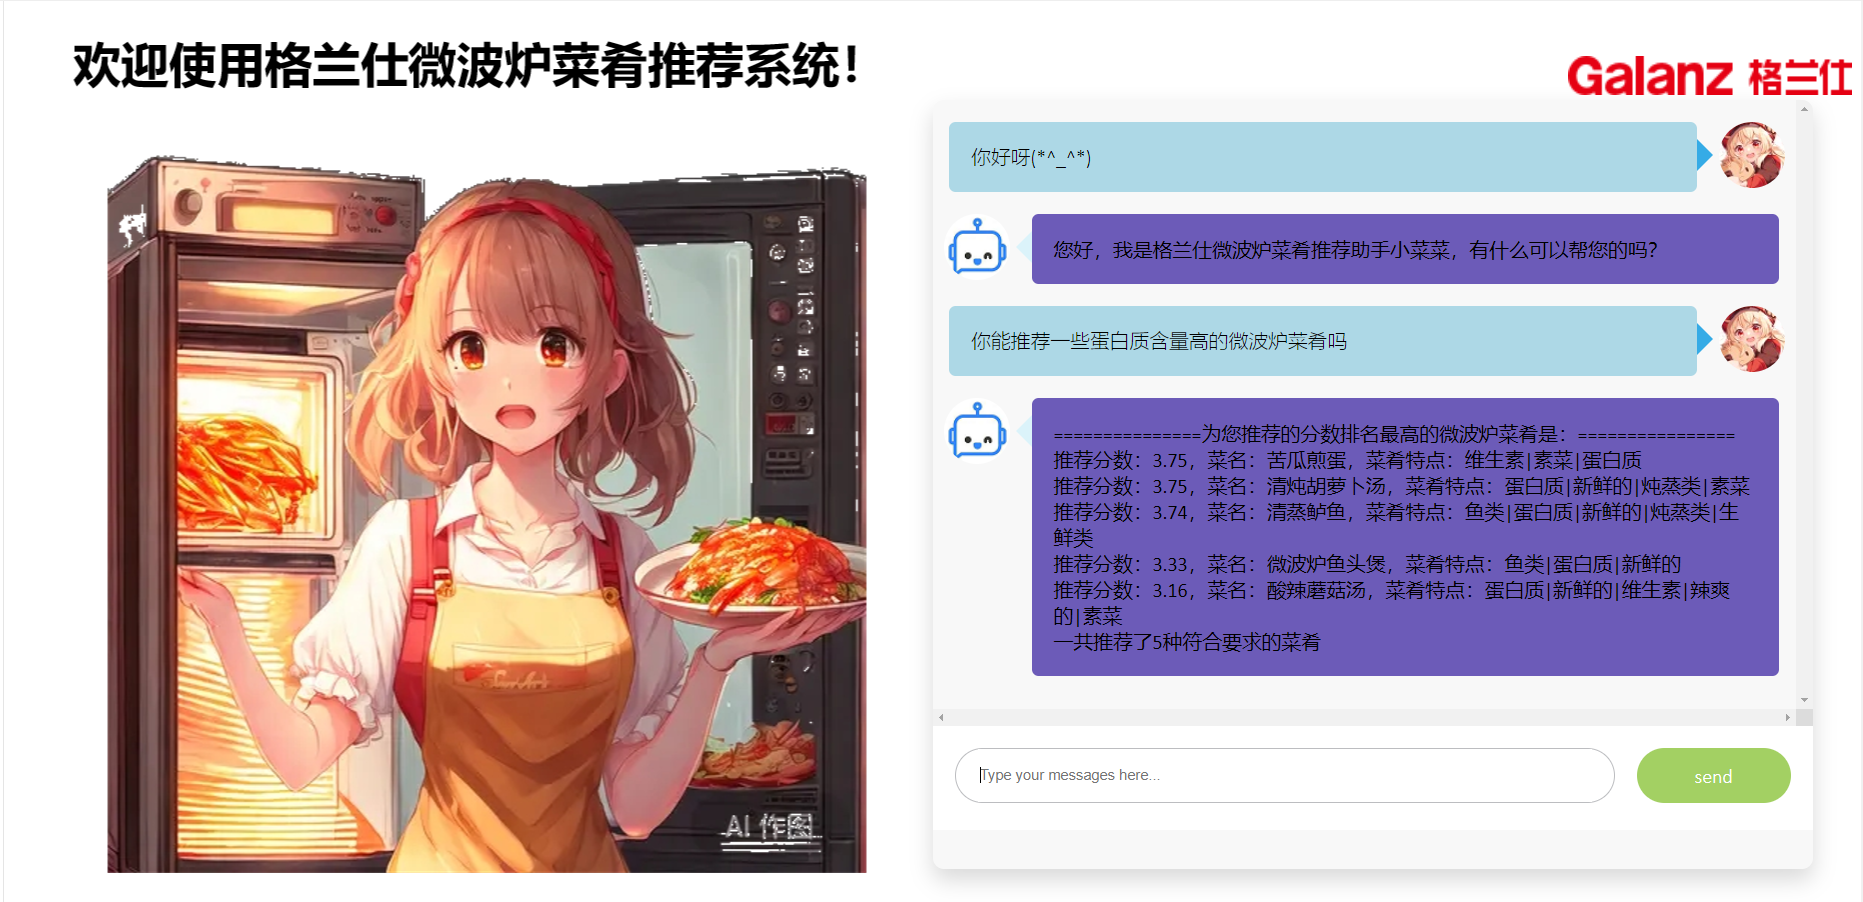 欢迎使用格兰仕微波炉菜肴推荐系统！
Galanz 格兰仕
你好呀(*^_^*)
您好，我是格兰仕微波炉菜肴推荐助手小菜菜，有什么可以帮您的吗？
你能推荐一些蛋白质含量高的微波炉菜肴吗
===============为您推荐的分数排名最高的微波炉菜肴是：================
推荐分数：3.75，菜名：苦瓜煎蛋，菜肴特点：维生素|素菜|蛋白质
推荐分数：3.75，菜名：清炖胡萝卜汤，菜肴特点：蛋白质|新鲜的|炖蒸类|素菜
推荐分数：3.74，菜名：清蒸鲈鱼，菜肴特点：鱼类|蛋白质|新鲜的|炖蒸类|生
鲜类
推荐分数：3.33，菜名：微波炉鱼头煲，菜肴特点：鱼类|蛋白质|新鲜的
推荐分数：3.16，菜名：酸辣蘑菇汤，菜肴特点：蛋白质|新鲜的|维生素|辣爽
的|素菜
一共推荐了5种符合要求的菜肴
Type your messages here...
send
AI 作图